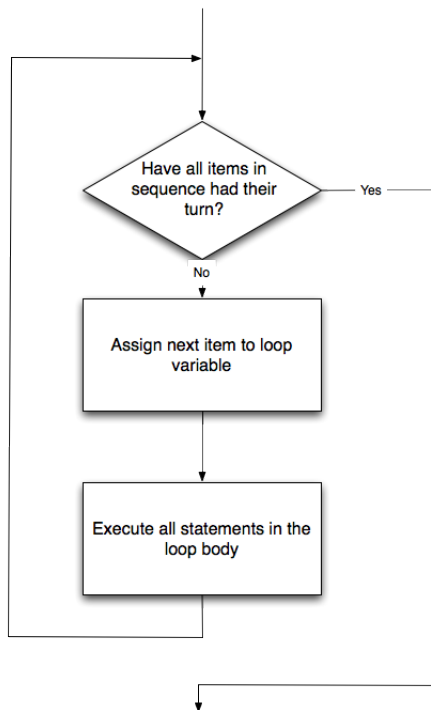 Have all items in
sequence had their
turn?
Yes
No
Assign next item to loop
variable
Execute all statements in the
loop body